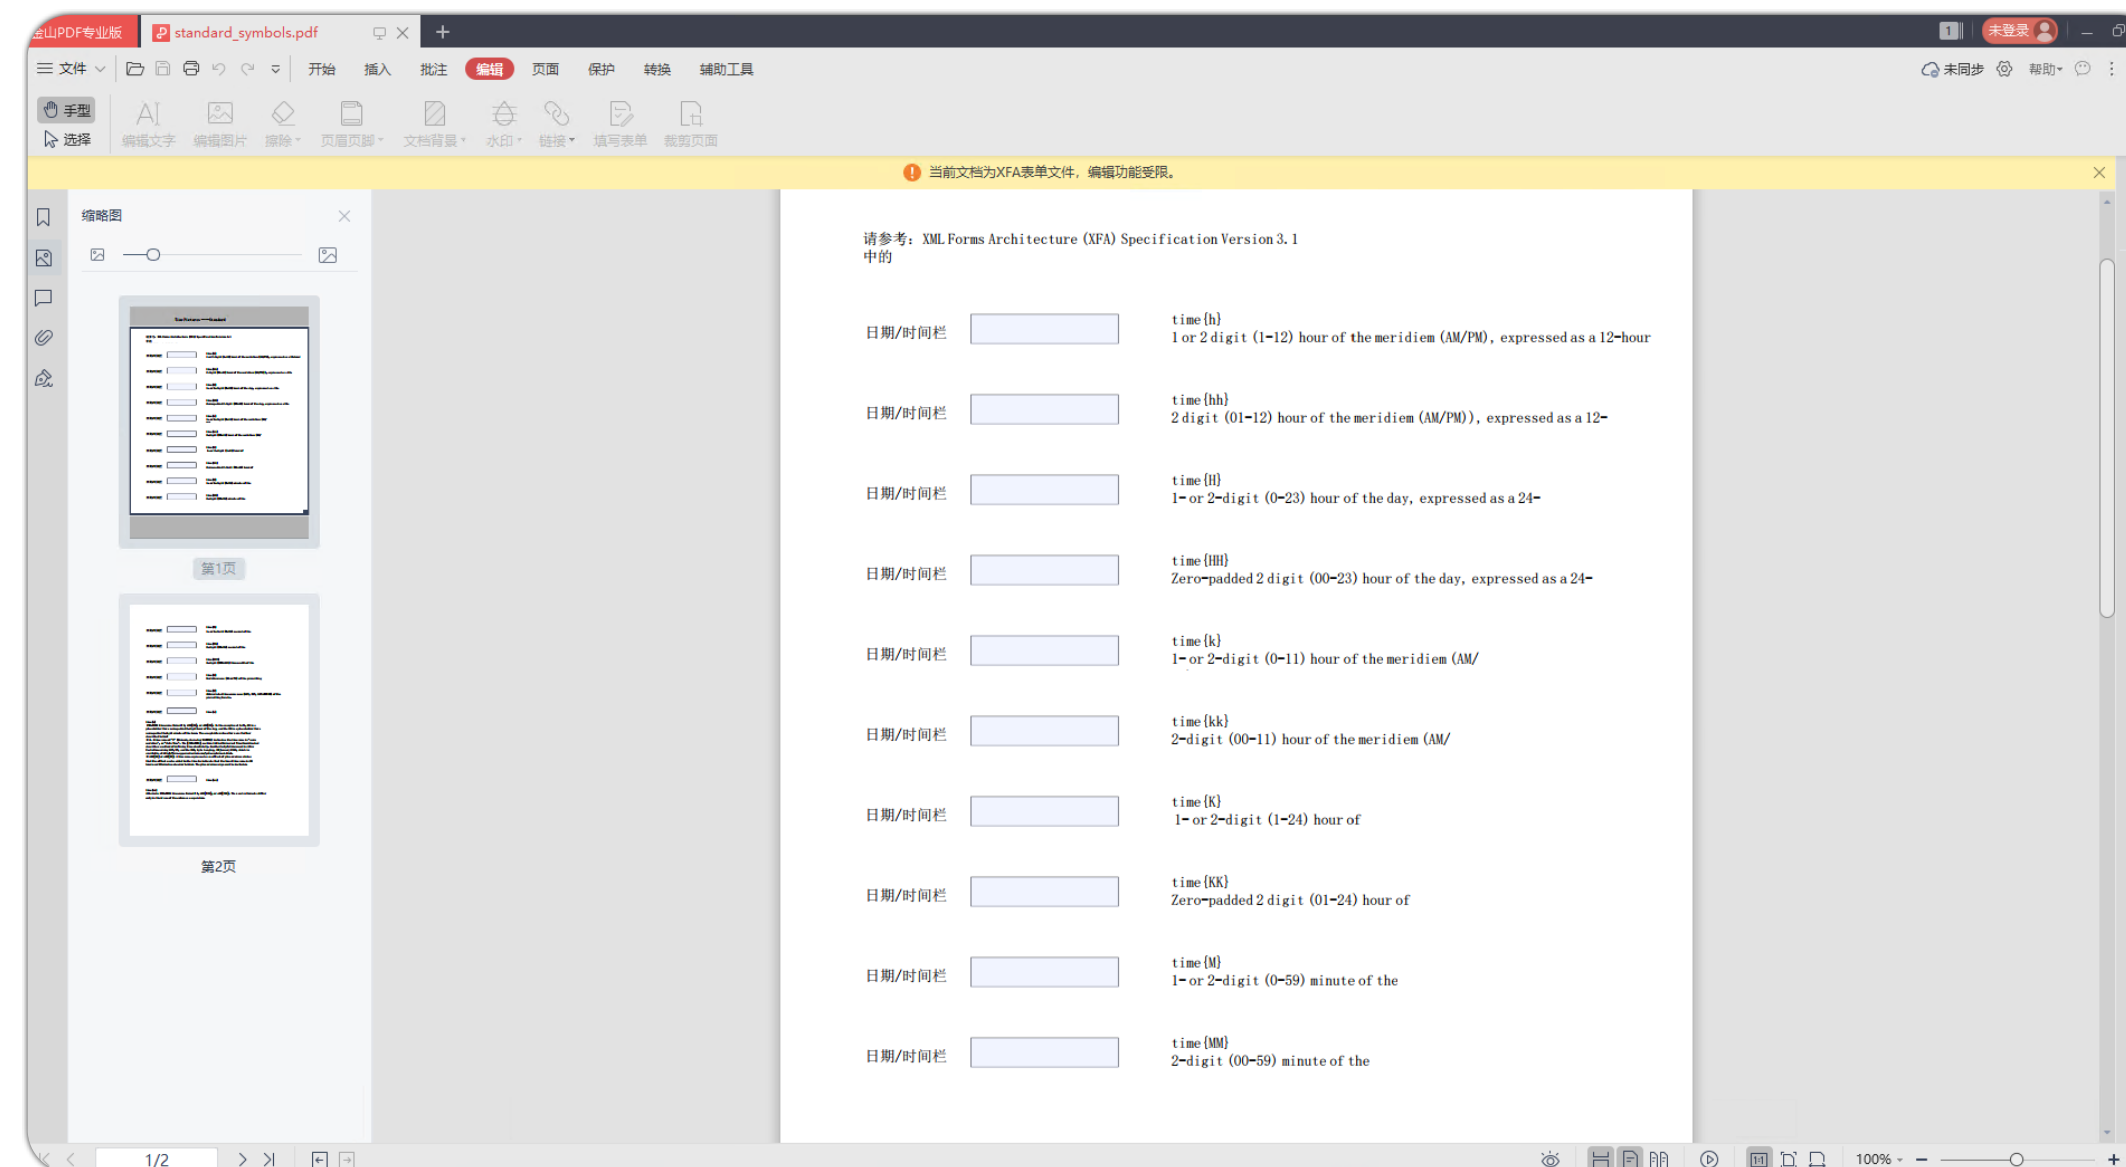 金山PDF专业版
standard_symbols.pdf
1
未登录
文件
开始
插入
批注
编辑
页面
保护
转换
辅助工具
未同步
帮助
手型
选择
编辑文字
编辑图片
擦除
页眉页脚
文档背景
水印
链接
填写表单
裁剪页面
当前文档为XFA表单文件，编辑功能受限。
缩略图
第1页
第2页
请参考：XML Forms Architecture (XFA) Specification Version 3.1
中的
日期/时间栏
time{h}
1 or 2 digit (1-12) hour of the meridiem (AM/PM), expressed as a 12-hour
日期/时间栏
time{hh}
2 digit (01-12) hour of the meridiem (AM/PM)), expressed as a 12-
日期/时间栏
time{H}
1- or 2-digit (0-23) hour of the day, expressed as a 24-
日期/时间栏
time{HH}
Zero-padded 2 digit (00-23) hour of the day, expressed as a 24-
日期/时间栏
time{k}
1- or 2-digit (0-11) hour of the meridiem (AM/
日期/时间栏
time{kk}
2-digit (00-11) hour of the meridiem (AM/
日期/时间栏
time{K}
1- or 2-digit (1-24) hour of
日期/时间栏
time{KK}
Zero-padded 2 digit (01-24) hour of
日期/时间栏
time{M}
1- or 2-digit (0-59) minute of the
日期/时间栏
time{MM}
2-digit (00-59) minute of the
1/2
100%